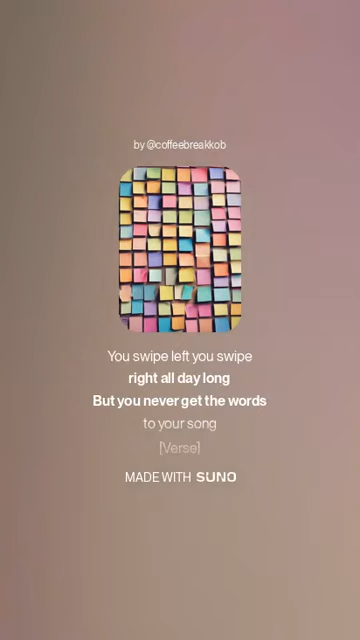 by @coffeebreakkob
You swipe left you swipe
right all day long
But you never get the words
to your song
[Verse]
MADE WITH SUNO